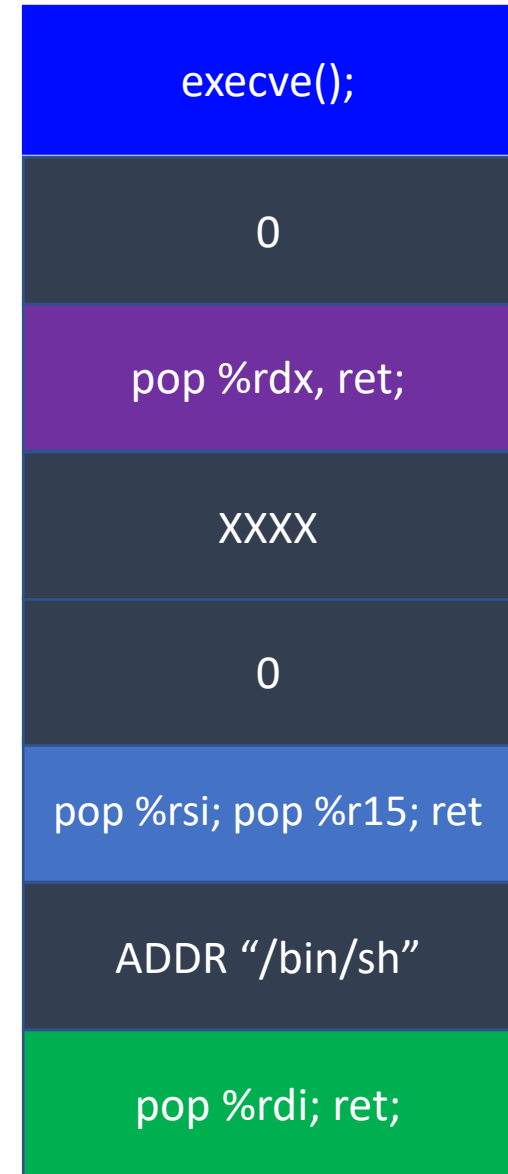 execve();
0
pop %rdx, ret;
XXXX
0
pop %rsi; pop %r15; ret
ADDR “/bin/sh”
pop %rdi; ret;